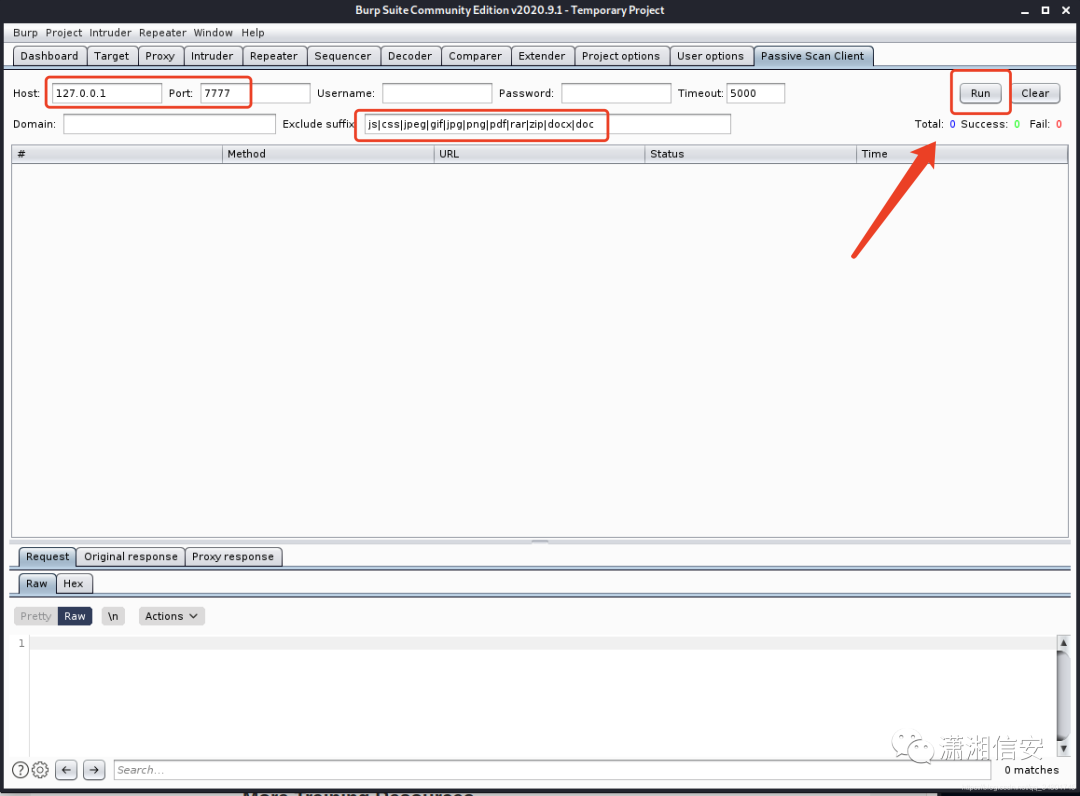 Burp Suite Community Edition v2020.9.1 - Temporary Project
Burp Project Intruder Repeater Window Help
Dashboard Target Proxy Intruder Repeater Sequencer Decoder Comparer Extender Project options User options Passive Scan Client
Host: 127.0.0.1 Port: 7777 Username: Password: Timeout: 5000 Run Clear
Domain: Exclude suffix js|css|jpeg|gif|jpg|png|pdf|rar|zip|docx|doc Total: 0 Success: 0 Fail: 0
# Method URL Status Time
Request Original response Proxy response
Raw Hex
Pretty Raw \n Actions
1
潇湘信安
Search... 0 matches
More Training Resources